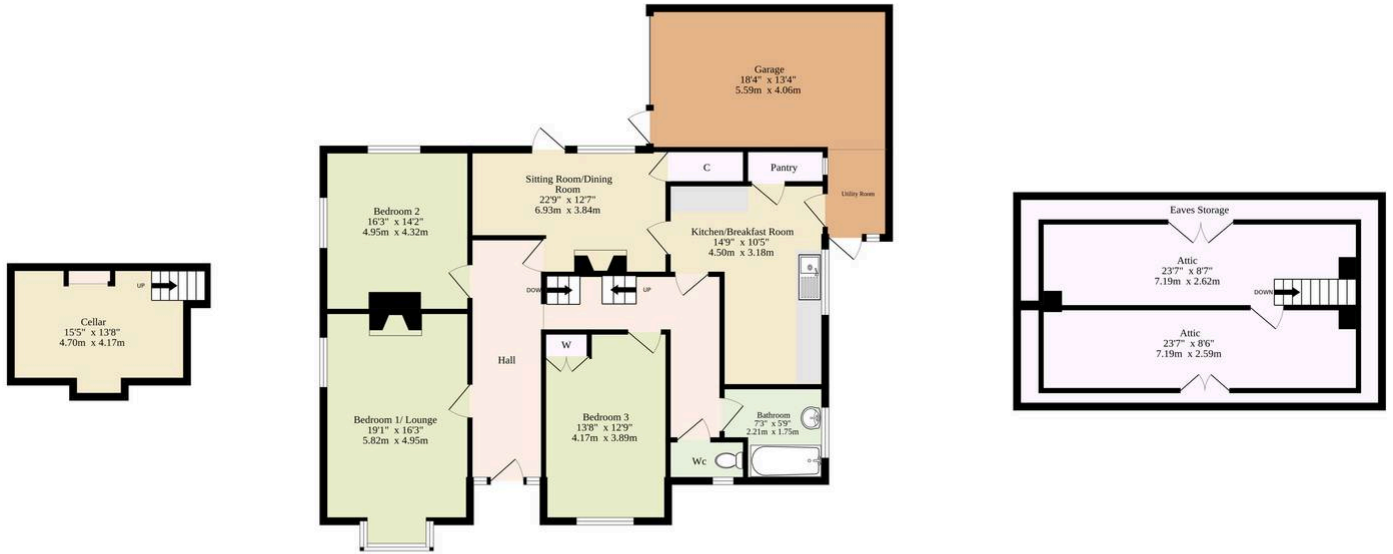 Garage
18'4" x 13'4"
5.59m x 4.06m
Sitting Room/Dining
Room
22'9" x 12'7"
6.93m x 3.84m
C
Pantry
Utility Room
Bedroom 2
16'3" x 14'2"
4.95m x 4.32m
Kitchen/Breakfast Room
14'9" x 10'5"
4.50m x 3.18m
Eaves Storage
Attic
23'7" x 8'7"
7.19m x 2.62m
DOWN
Attic
23'7" x 8'6"
7.19m x 2.59m
UP
Cellar
15'5" x 13'8"
4.70m x 4.17m
DOWN
UP
Hall
W
Bedroom 1/ Lounge
19'1" x 16'3"
5.82m x 4.95m
Bedroom 3
13'8" x 12'9"
4.17m x 3.89m
Bathroom
7'3" x 5'9"
2.21m x 1.75m
Wc